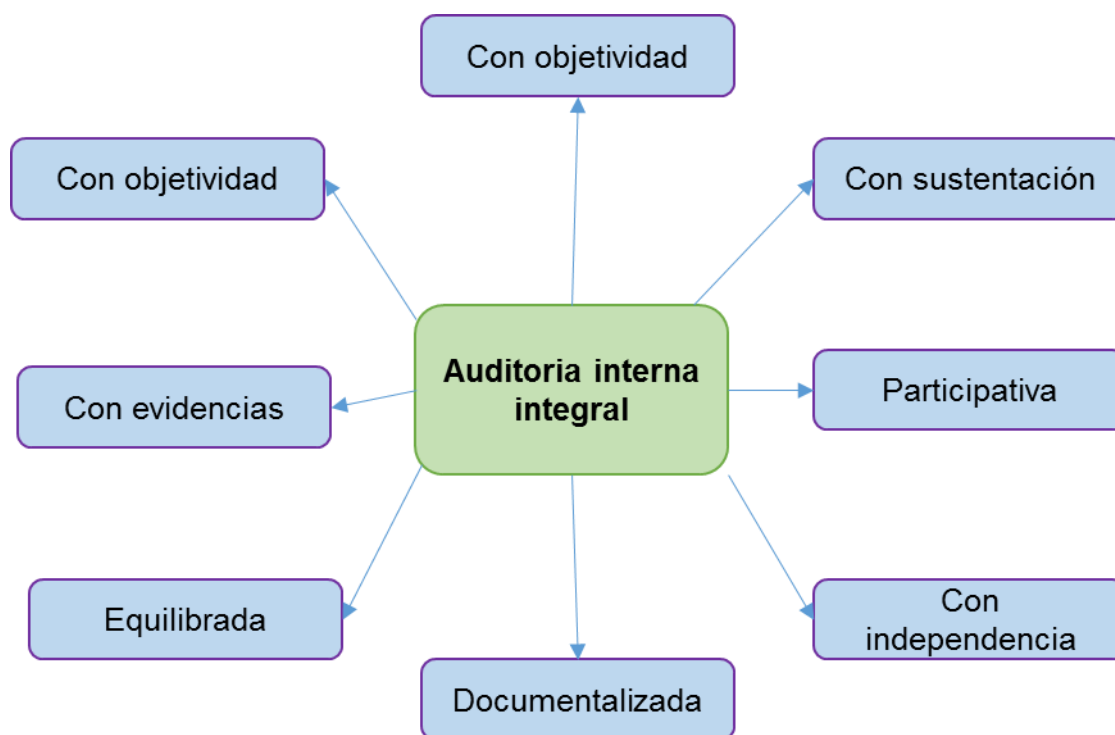 Con objetividad
Con objetividad
Con sustentación
Auditoria interna
integral
Con evidencias
Participativa
Equilibrada
Con
independencia
Documentalizada